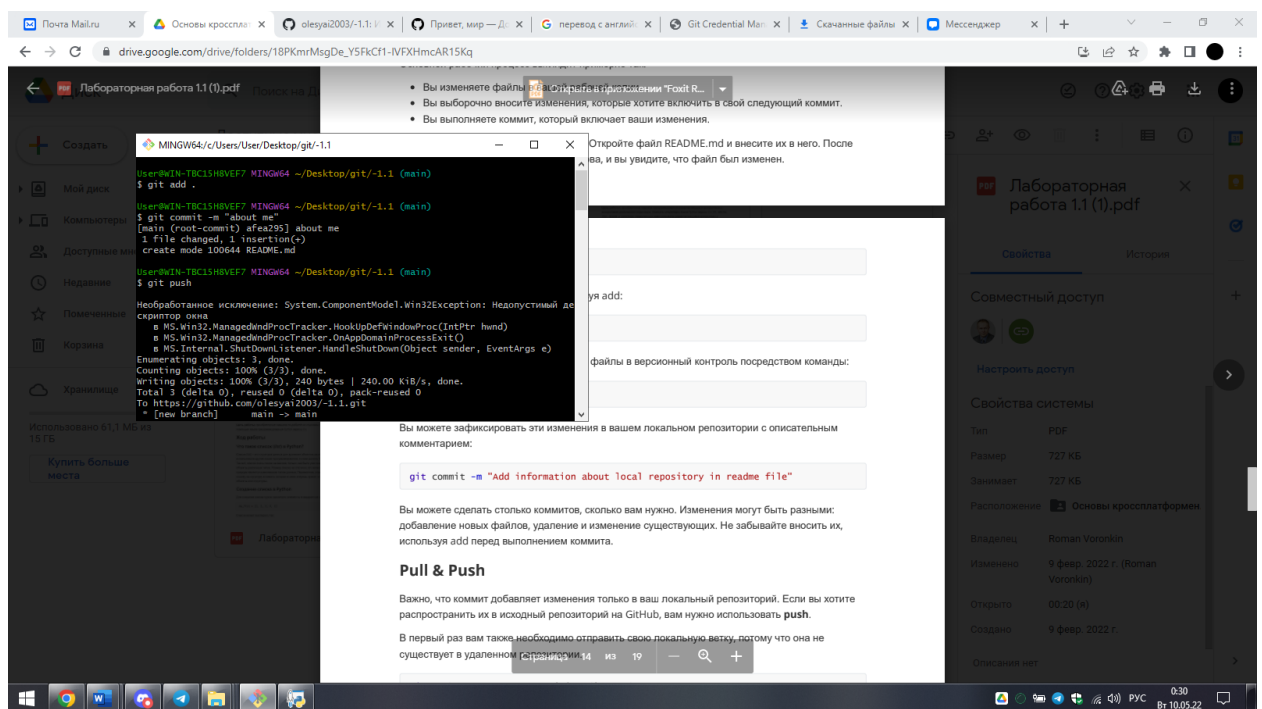 Почта Mail.ru
Основы кроссплат
olesyai2003/-1.1: И
Привет, мир — До
перевод с английс
Git Credential Man
Скачанные файлы
Мессенджер
drive.google.com/drive/folders/18PKmrMsgDe_Y5FkCf1-IVFXHmcAR15Kq
Лабораторная работа 1.1 (1).pdf
Поиск на Ди
Открыть в приложении "Foxit R...
Вы выборочно вносите изменения, которые хотите включить в свой следующий коммит.
Вы выполняете коммит, который включает ваши изменения.
Откройте файл README.md и внесите их в него. После
ва, и вы увидите, что файл был изменен.
Создать
Мой диск
Компьютеры
Доступные мн
Недавние
Помеченные
Корзина
Хранилище
Использовано 61,1 МБ из
15 ГБ
Купить больше
места
MINGW64:/c/Users/User/Desktop/git/-1.1
User@WIN-TBC15H8VEF7 MINGW64 ~/Desktop/git/-1.1 (main)
$ git add .
User@WIN-TBC15H8VEF7 MINGW64 ~/Desktop/git/-1.1 (main)
$ git commit -m "about me"
[main (root-commit) afea295] about me
1 file changed, 1 insertion(+)
create mode 100644 README.md
User@WIN-TBC15H8VEF7 MINGW64 ~/Desktop/git/-1.1 (main)
$ git push
Необработанное исключение: System.ComponentModel.Win32Exception: Недопустимый де
скриптор окна
в MS.Win32.ManagedWndProcTracker.HookUpDefWindowProc(IntPtr hwnd)
в MS.Win32.ManagedWndProcTracker.OnAppDomainProcessExit()
в MS.Internal.ShutDownListener.HandleShutDown(Object sender, EventArgs e)
Enumerating objects: 3, done.
Counting objects: 100% (3/3), done.
Writing objects: 100% (3/3), 240 bytes | 240.00 KiB/s, done.
Total 3 (delta 0), reused 0 (delta 0), pack-reused 0
To https://github.com/olesyai2003/-1.1.git
* [new branch] main -> main
уя add:
файлы в версионный контроль посредством команды:
Вы можете зафиксировать эти изменения в вашем локальном репозитории с описательным
комментарием:
git commit -m "Add information about local repository in readme file"
Вы можете сделать столько коммитов, сколько вам нужно. Изменения могут быть разными:
добавление новых файлов, удаление и изменение существующих. Не забывайте вносить их,
используя add перед выполнением коммита.
Pull & Push
Важно, что коммит добавляет изменения только в ваш локальный репозиторий. Если вы хотите
распространить их в исходный репозиторий на GitHub, вам нужно использовать push.
В первый раз вам также необходимо отправить свою локальную ветку, потому что она не
существует в удаленном репозитории.
Страница 14 из 19
Лабораторна
Лабораторная
работа 1.1 (1).pdf
Свойства
История
Совместный доступ
Настроить доступ
Свойства системы
Тип PDF
Размер 727 КБ
Занимает 727 КБ
Расположение Основы кроссплатформен
Владелец Roman Voronkin
Изменено 9 февр. 2022 г. (Roman
Voronkin)
Открыто 00:20 (я)
Создано 9 февр. 2022 г.
Описания нет
РУС
0:30
Вт 10.05.22